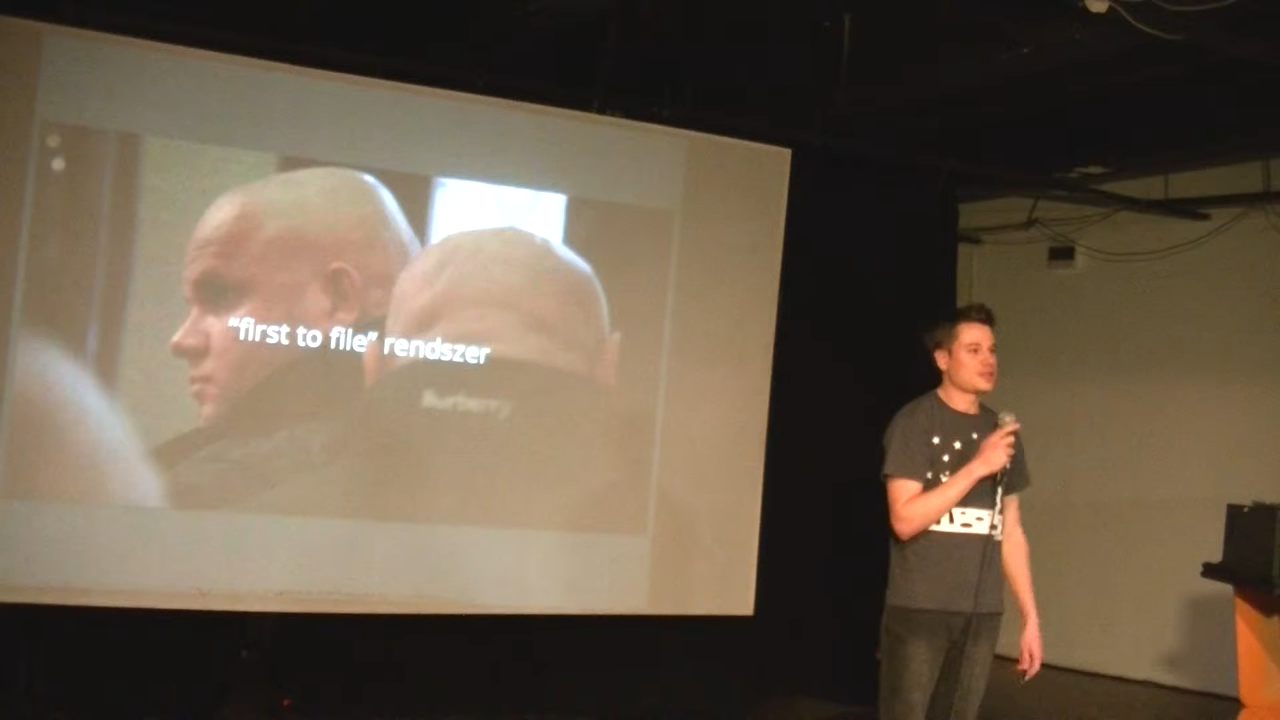 “first to file” rendszer
Burberry